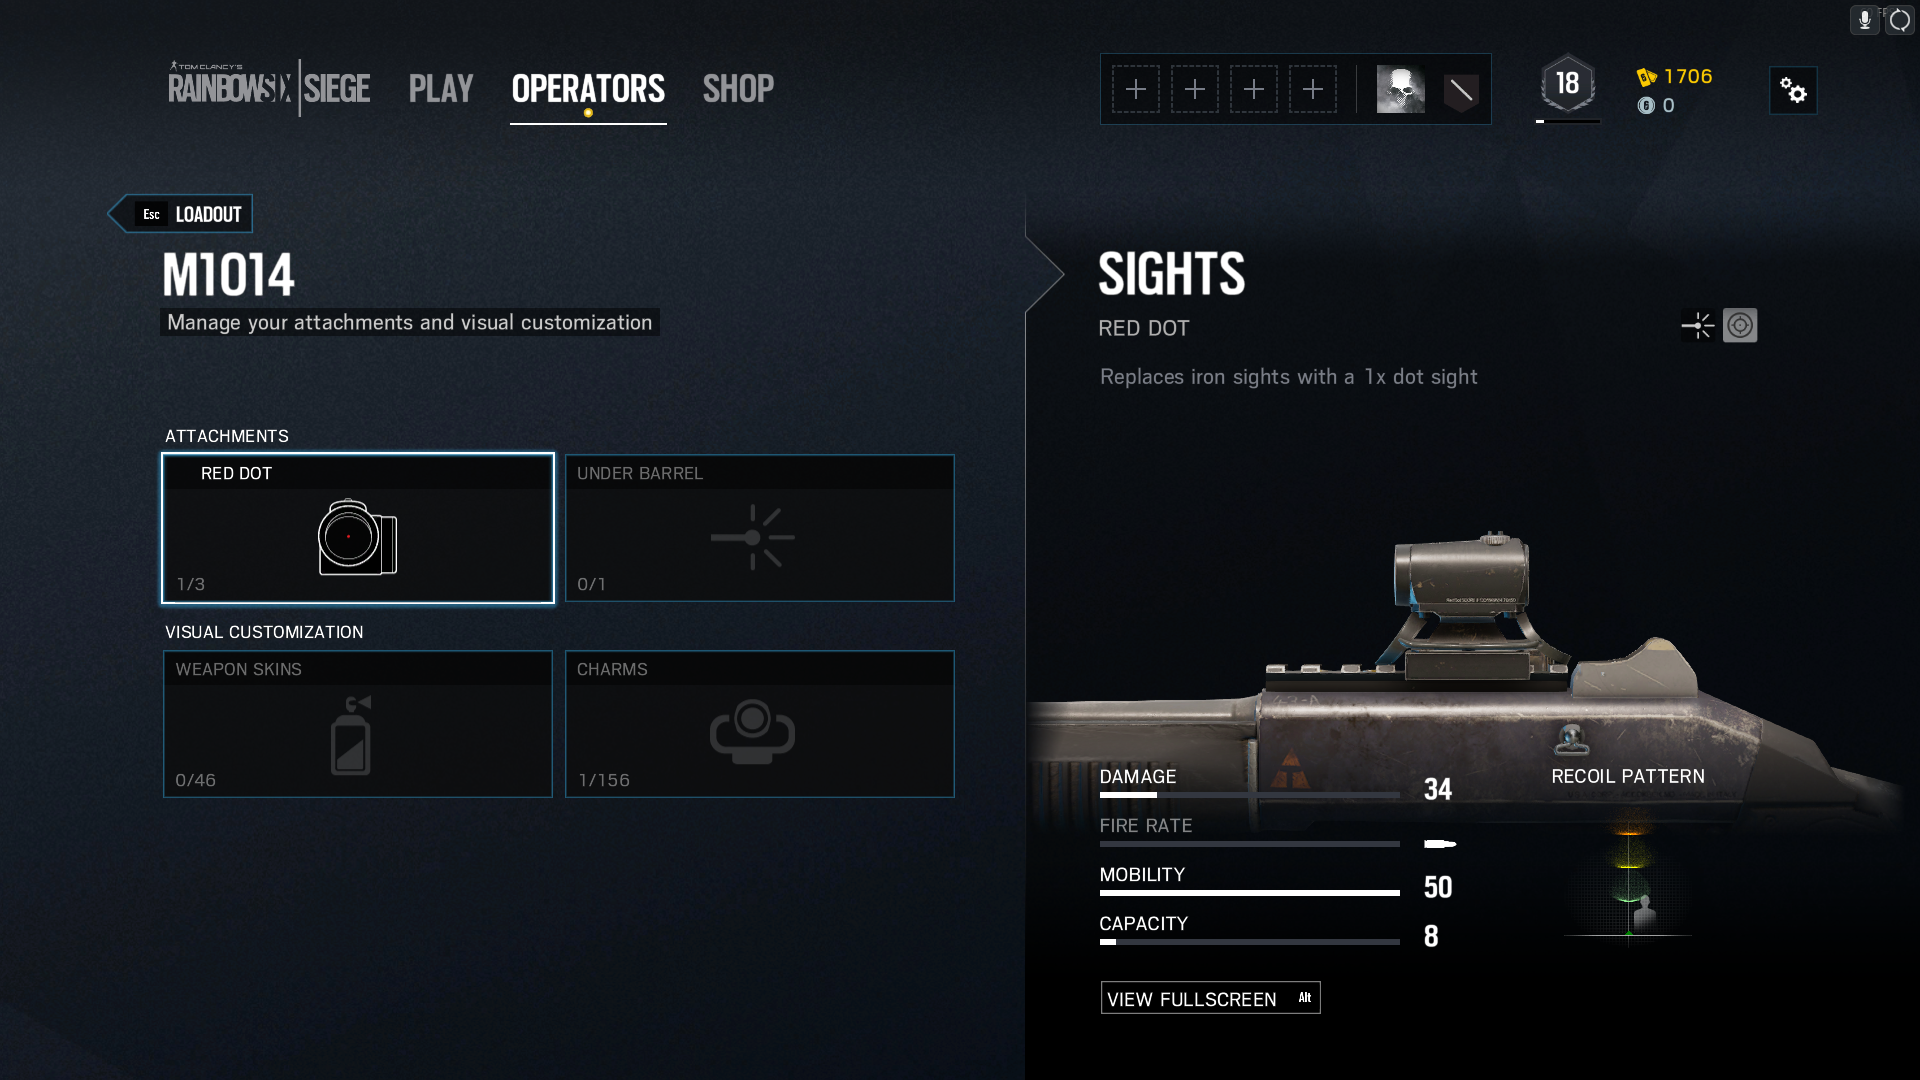 TOM CLANCY'S
RAINBOWSIX SIEGE
PLAY
OPERATORS
SHOP
18
1706
0
Esc LOADOUT
M1014
Manage your attachments and visual customization
ATTACHMENTS
RED DOT
1/3
UNDER BARREL
0/1
VISUAL CUSTOMIZATION
WEAPON SKINS
0/46
CHARMS
1/156
SIGHTS
RED DOT
Replaces iron sights with a 1x dot sight
DAMAGE
34
FIRE RATE
MOBILITY
50
CAPACITY
8
RECOIL PATTERN
VIEW FULLSCREEN Alt